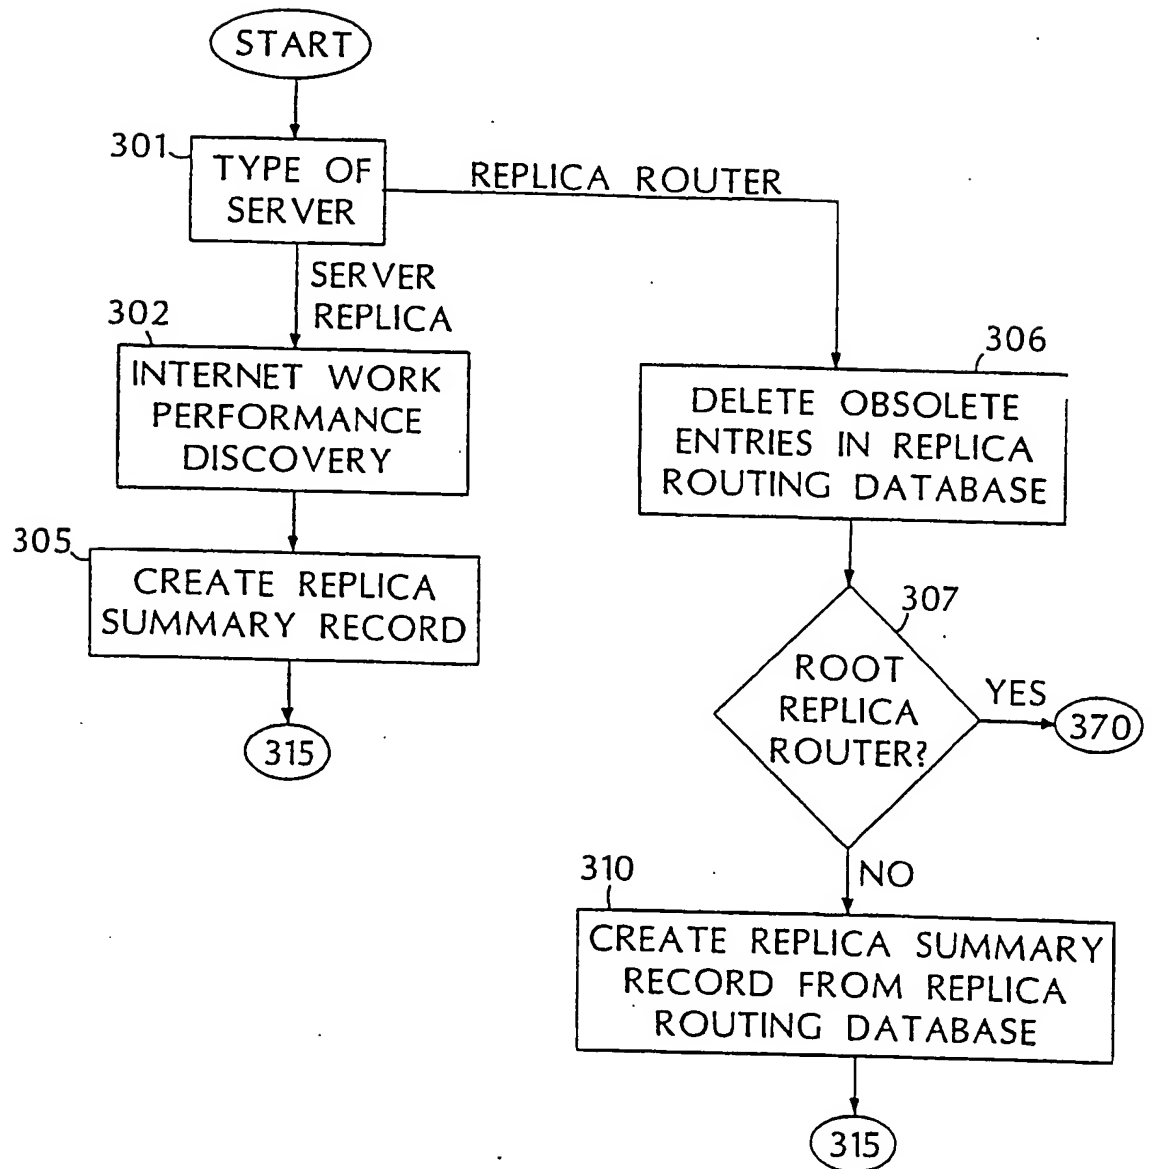 START
301
TYPE OF
SERVER
REPLICA ROUTER
SERVER
REPLICA
302
INTERNET WORK
PERFORMANCE
DISCOVERY
306
DELETE OBSOLETE
ENTRIES IN REPLICA
ROUTING DATABASE
305
CREATE REPLICA
SUMMARY RECORD
315
307
ROOT
REPLICA
ROUTER?
YES
370
NO
310
CREATE REPLICA SUMMARY
RECORD FROM REPLICA
ROUTING DATABASE
315